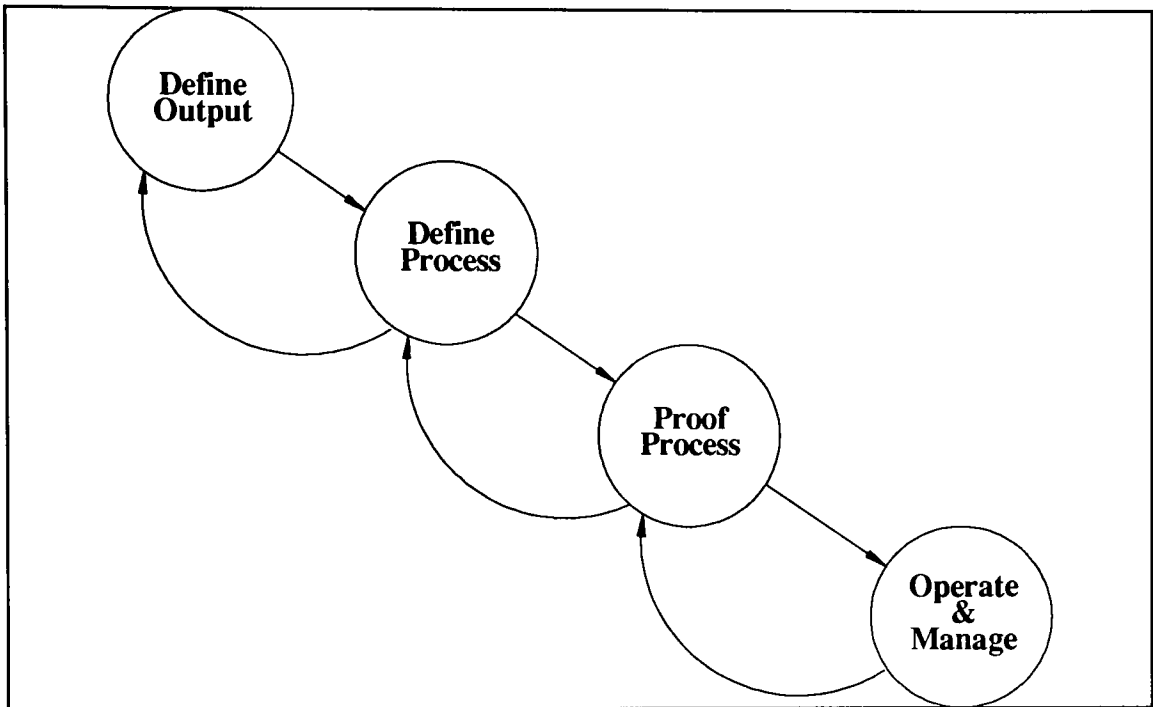 Define
Output
Define
Process
Proof
Process
Operate
&
Manage